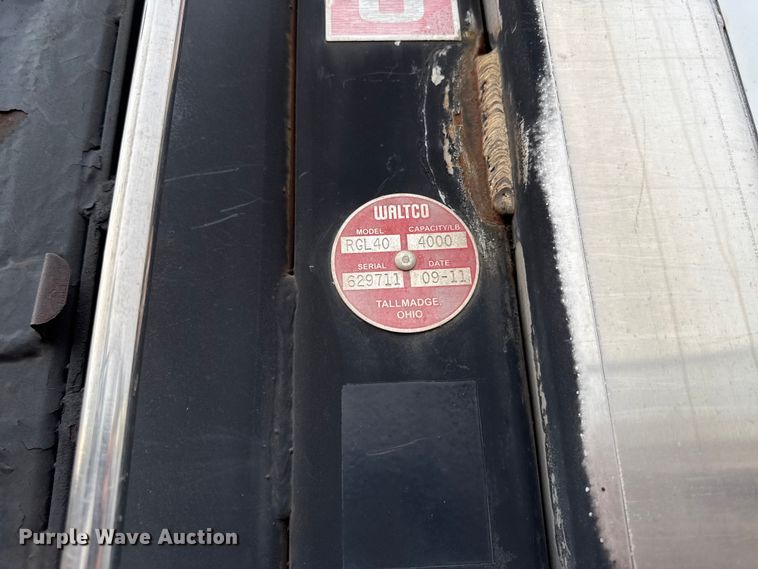 WALTCO
MODEL CAPACITY/LB
RGL40 4000
SERIAL DATE
629711 09-11
TALLMADGE,
OHIO
Purple Wave Auction